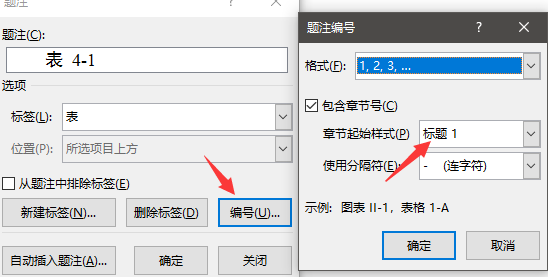 题注
题注(C):
表 4-1
选项
标签(L): 表
位置(P): 所选项目上方
从题注中排除标签(E)
新建标签(N)... 删除标签(D) 编号(U)...
自动插入题注(A)... 确定 关闭
题注编号 ? ×
格式(F): 1, 2, 3, ...
包含章节号(C)
章节起始样式(P) 标题 1
使用分隔符(E): - (连字符)
示例: 图表 II-1, 表格 1-A
确定 取消